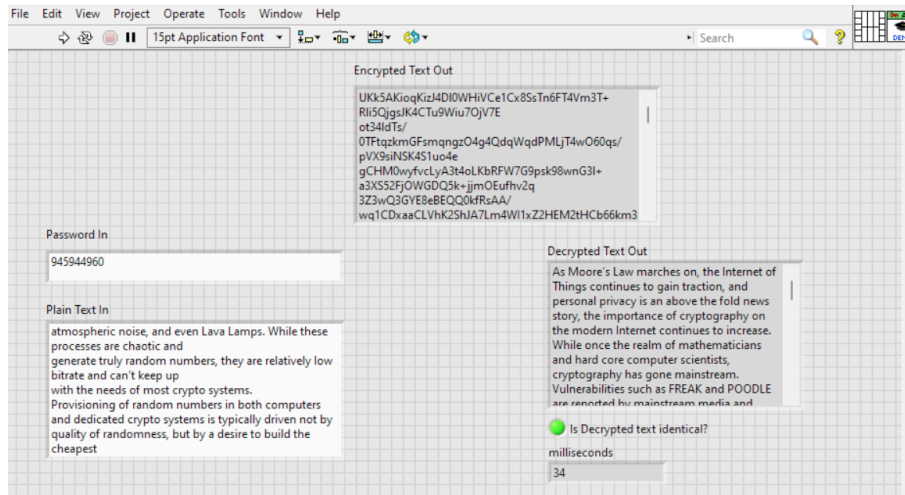 File Edit View Project Operate Tools Window Help
15pt Application Font
Search
Encrypted Text Out
UKk5AKioqKizJ4DI0WHiVCe1Cx8SsTn6FT4Vm3T+
RIi5QjgsJK4CTu9Wiu7OjV7E
ot34IdTs/
0TFtqzkmGFsmqngzO4g4QdqWqdPMLjT4wO60qs/
pVX9siNSK4S1uo4e
gCHM0wyfvcLyA3t4oLKbRFW7G9psk98wnG3I+
a3XS52FjOWGDQ5k+jjmOEufhv2q
3Z3wQ3GYE8eBEQQ0kfRsAA/
wq1CDxaaCLVhK2ShJA7Lm4WI1xZ2HEM2tHCb66km3
Password In
945944960
Plain Text In
atmospheric noise, and even Lava Lamps. While these
processes are chaotic and
generate truly random numbers, they are relatively low
bitrate and can't keep up
with the needs of most crypto systems.
Provisioning of random numbers in both computers
and dedicated crypto systems is typically driven not by
quality of randomness, but by a desire to build the
cheapest
Decrypted Text Out
As Moore's Law marches on, the Internet of
Things continues to gain traction, and
personal privacy is an above the fold news
story, the importance of cryptography on
the modern Internet continues to increase.
While once the realm of mathematicians
and hard core computer scientists,
cryptography has gone mainstream.
Vulnerabilities such as FREAK and POODLE
are reported by mainstream media and
Is Decrypted text identical?
milliseconds
34